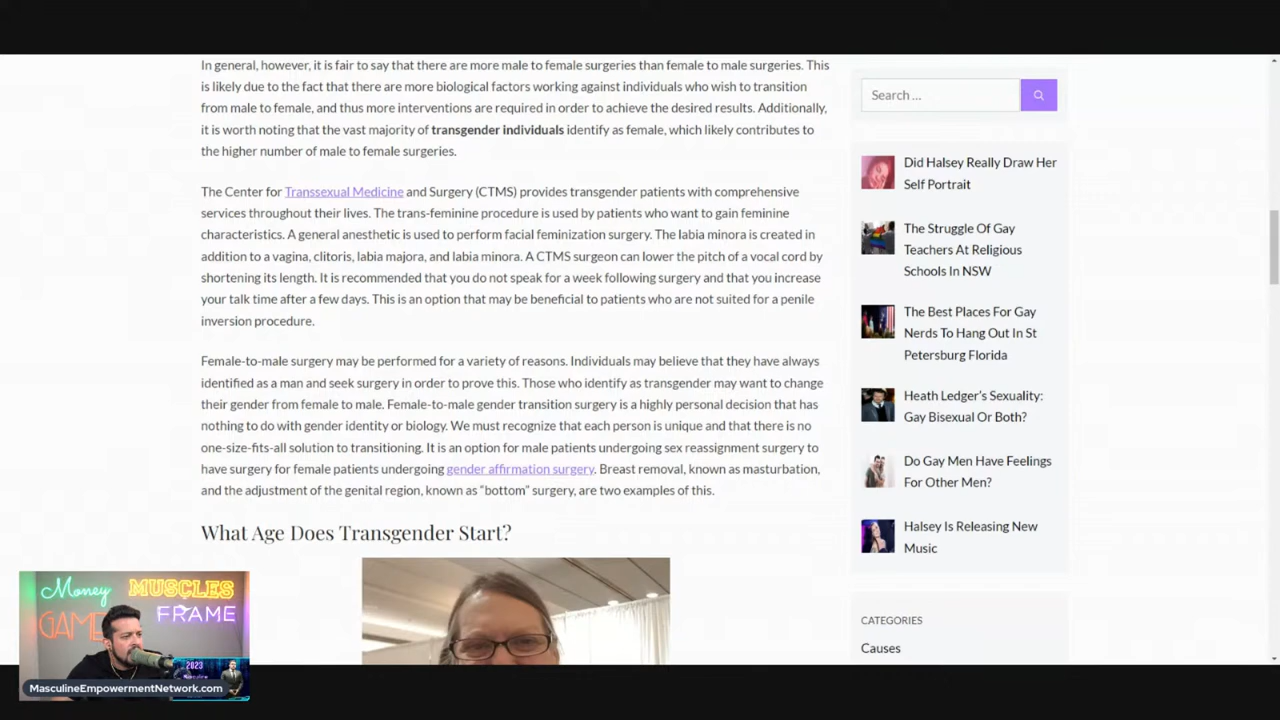 In general, however, it is fair to say that there are more male to female surgeries than female to male surgeries. This
is likely due to the fact that there are more biological factors working against individuals who wish to transition
from male to female, and thus more interventions are required in order to achieve the desired results. Additionally,
it is worth noting that the vast majority of transgender individuals identify as female, which likely contributes to
the higher number of male to female surgeries.
The Center for Transsexual Medicine and Surgery (CTMS) provides transgender patients with comprehensive
services throughout their lives. The trans-feminine procedure is used by patients who want to gain feminine
characteristics. A general anesthetic is used to perform facial feminization surgery. The labia minora is created in
addition to a vagina, clitoris, labia majora, and labia minora. A CTMS surgeon can lower the pitch of a vocal cord by
shortening its length. It is recommended that you do not speak for a week following surgery and that you increase
your talk time after a few days. This is an option that may be beneficial to patients who are not suited for a penile
inversion procedure.
Female-to-male surgery may be performed for a variety of reasons. Individuals may believe that they have always
identified as a man and seek surgery in order to prove this. Those who identify as transgender may want to change
their gender from female to male. Female-to-male gender transition surgery is a highly personal decision that has
nothing to do with gender identity or biology. We must recognize that each person is unique and that there is no
one-size-fits-all solution to transitioning. It is an option for male patients undergoing sex reassignment surgery to
have surgery for female patients undergoing gender affirmation surgery. Breast removal, known as masturbation,
and the adjustment of the genital region, known as “bottom” surgery, are two examples of this.
What Age Does Transgender Start?
Search ...
Did Halsey Really Draw Her
Self Portrait
The Struggle Of Gay
Teachers At Religious
Schools In NSW
The Best Places For Gay
Nerds To Hang Out In St
Petersburg Florida
Heath Ledger’s Sexuality:
Gay Bisexual Or Both?
Do Gay Men Have Feelings
For Other Men?
Halsey Is Releasing New
Music
CATEGORIES
Causes
Money
MUSCLES
GAME
FRAME
2023
MasculineEmpowermentNetwork.com